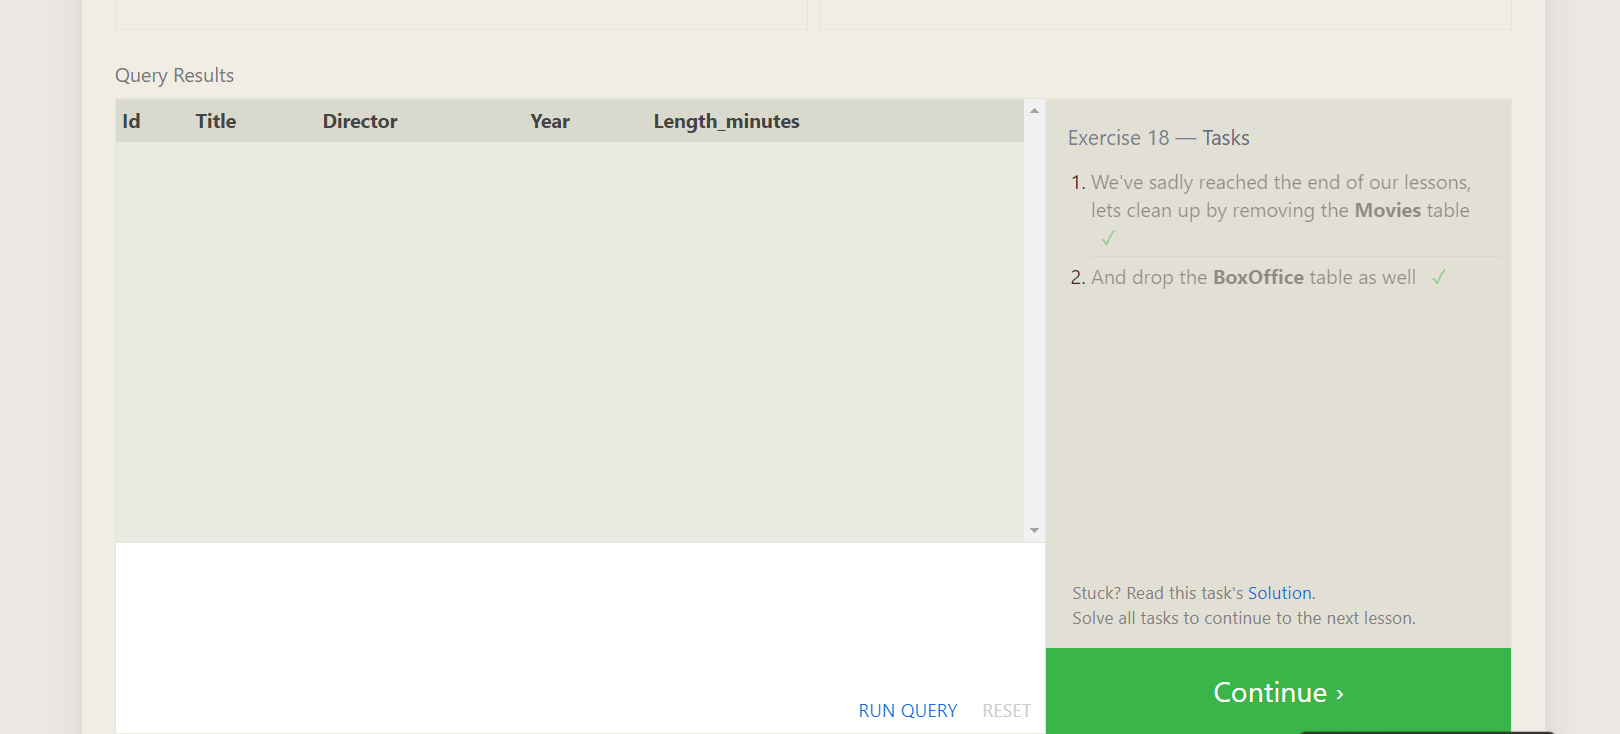 Query Results
Id Title Director Year Length_minutes
Exercise 18 — Tasks
1. We've sadly reached the end of our lessons,
lets clean up by removing the Movies table
✓
2. And drop the BoxOffice table as well ✓
Stuck? Read this task's Solution.
Solve all tasks to continue to the next lesson.
RUN QUERY RESET
Continue ›